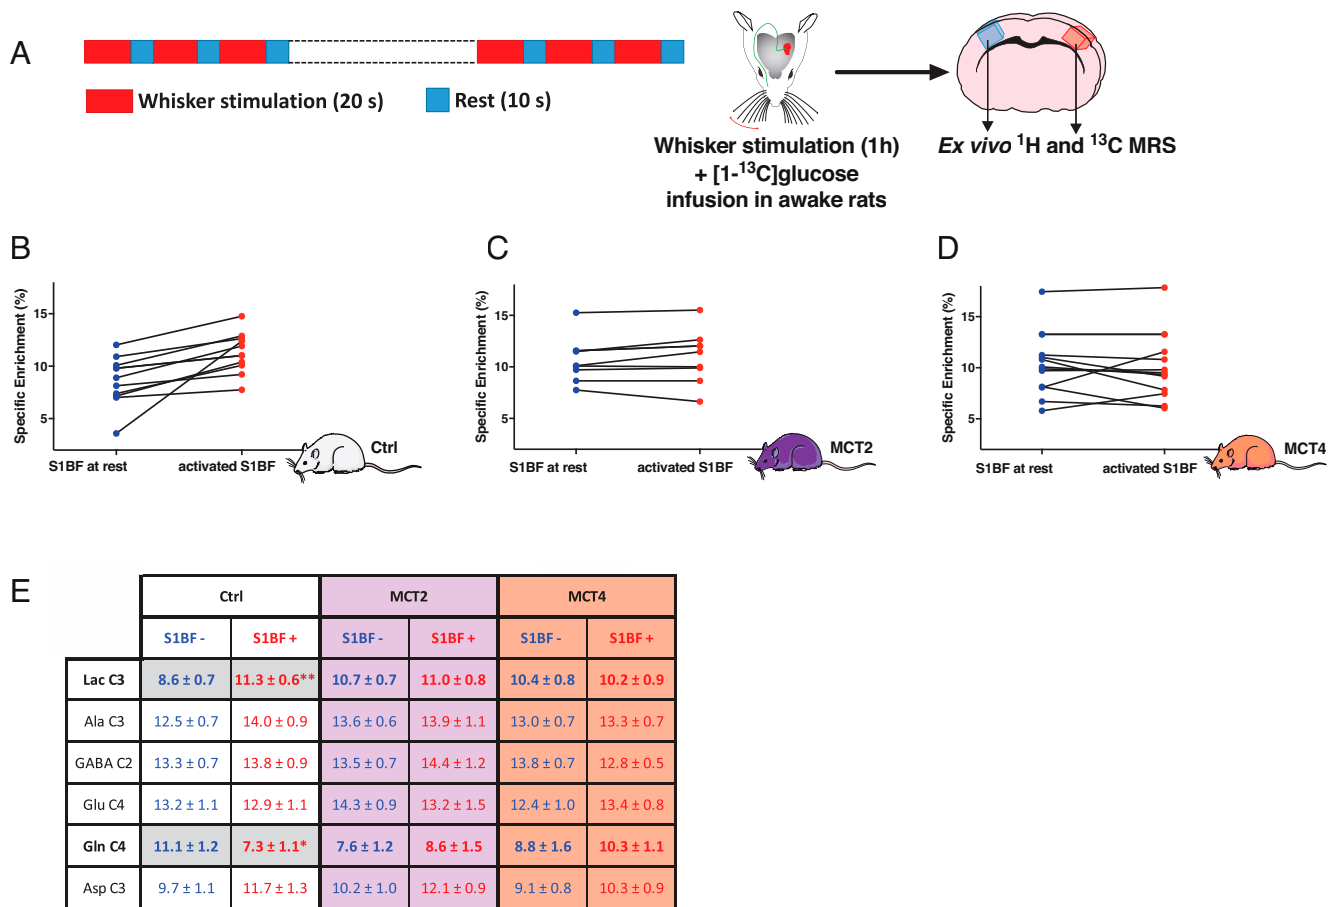 A
Whisker stimulation (20 s)
Rest (10 s)
Whisker stimulation (1h)
+ [1-¹³C]glucose
infusion in awake rats
Ex vivo ¹H and ¹³C MRS
B
Specific Enrichment (%)
15
10
5
S1BF at rest
activated S1BF
Ctrl
C
Specific Enrichment (%)
15
10
5
S1BF at rest
activated S1BF
MCT2
D
Specific Enrichment (%)
15
10
5
S1BF at rest
activated S1BF
MCT4
E
Ctrl MCT2 MCT4
S1BF - S1BF + S1BF - S1BF + S1BF - S1BF +
Lac C3 8.6 ± 0.7 11.3 ± 0.6** 10.7 ± 0.7 11.0 ± 0.8 10.4 ± 0.8 10.2 ± 0.9
Ala C3 12.5 ± 0.7 14.0 ± 0.9 13.6 ± 0.6 13.9 ± 1.1 13.0 ± 0.7 13.3 ± 0.7
GABA C2 13.3 ± 0.7 13.8 ± 0.9 13.5 ± 0.7 14.4 ± 1.2 13.8 ± 0.7 12.8 ± 0.5
Glu C4 13.2 ± 1.1 12.9 ± 1.1 14.3 ± 0.9 13.2 ± 1.5 12.4 ± 1.0 13.4 ± 0.8
Gln C4 11.1 ± 1.2 7.3 ± 1.1* 7.6 ± 1.2 8.6 ± 1.5 8.8 ± 1.6 10.3 ± 1.1
Asp C3 9.7 ± 1.1 11.7 ± 1.3 10.2 ± 1.0 12.1 ± 0.9 9.1 ± 0.8 10.3 ± 0.9